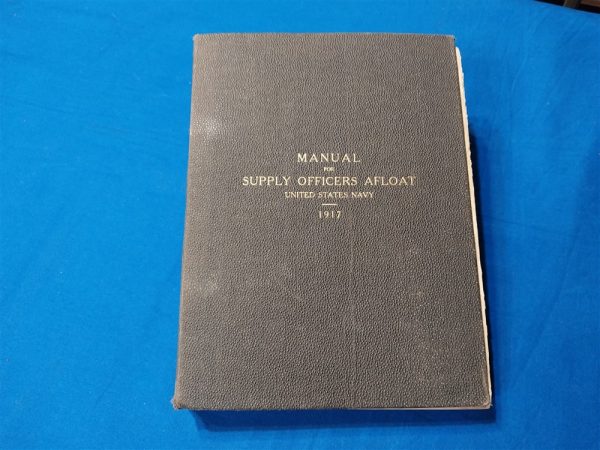 MANUAL
FOR
SUPPLY OFFICERS AFLOAT
UNITED STATES NAVY
1917